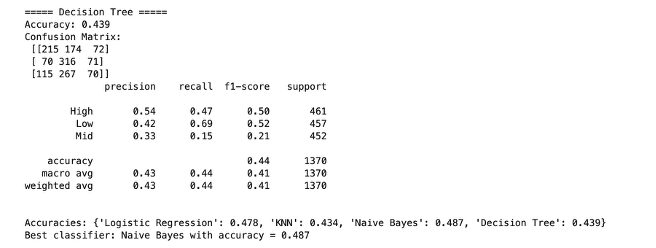 ===== Decision Tree =====
Accuracy: 0.439
Confusion Matrix:
[[215 174 72]
[ 70 316 71]
[115 267 70]]
precision recall f1-score support
High 0.54 0.47 0.50 461
Low 0.42 0.69 0.52 457
Mid 0.33 0.15 0.21 452
accuracy 0.44 1370
macro avg 0.43 0.44 0.41 1370
weighted avg 0.43 0.44 0.41 1370
Accuracies: {'Logistic Regression': 0.478, 'KNN': 0.434, 'Naive Bayes': 0.487, 'Decision Tree': 0.439}
Best classifier: Naive Bayes with accuracy = 0.487